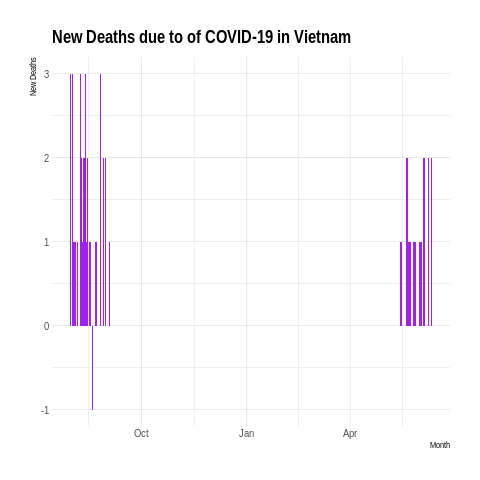 New Deaths due to of COVID-19 in Vietnam
New Deaths
3
2
1
0
-1
Oct
Jan
Apr
Month